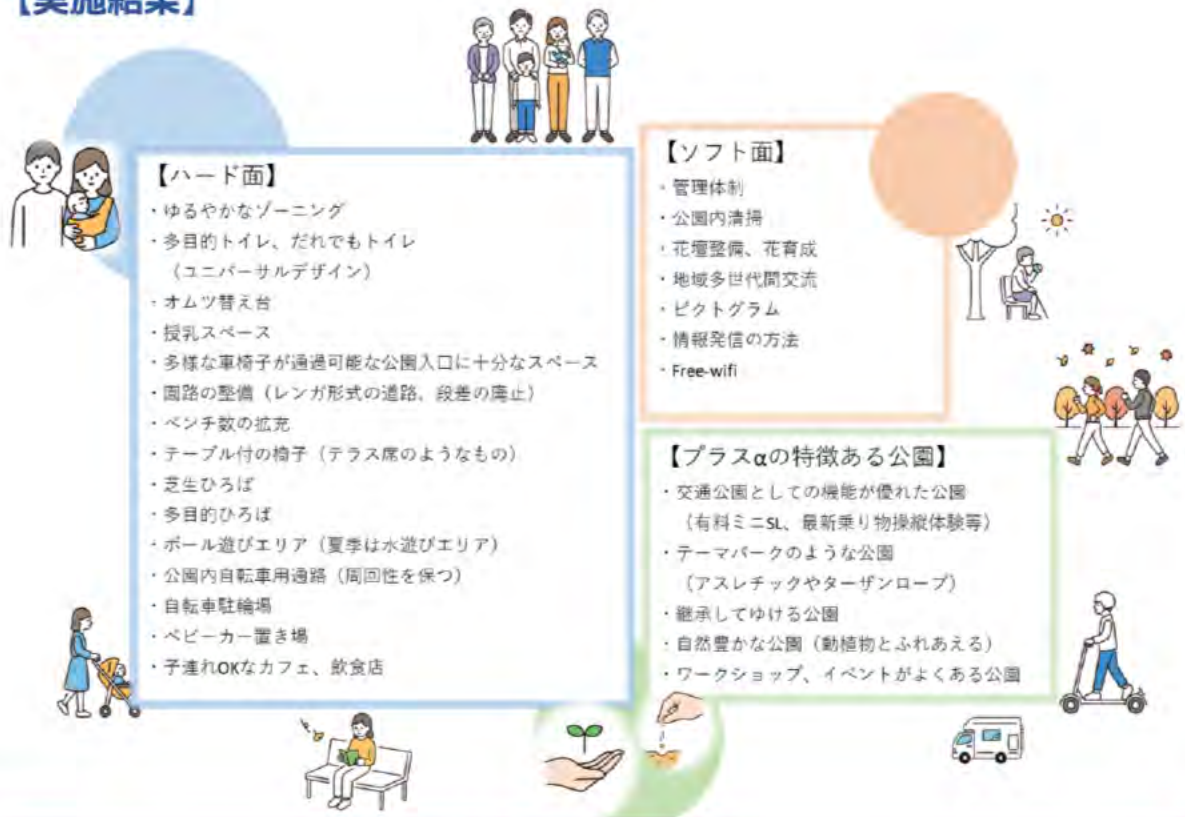 【実施結果】
【ハード面】
・ゆるやかなゾーニング
・多目的トイレ、だれでもトイレ
（ユニバーサルデザイン）
・オムツ替え台
・授乳スペース
・多様な車椅子が通過可能な公園入口に十分なスペース
・園路の整備（レンガ形式の道路、段差の廃止）
・ベンチ数の拡充
・テーブル付の椅子（テラス席のようなもの）
・芝生ひろば
・多目的ひろば
・ボール遊びエリア（夏季は水遊びエリア）
・公園内自転車用通路（周回性を保つ）
・自転車駐輪場
・ベビーカー置き場
・子連れOKなカフェ、飲食店
【ソフト面】
・管理体制
・公園内清掃
・花壇整備、花育成
・地域多世代間交流
・ピクトグラム
・情報発信の方法
・Free-wifi
【プラスαの特徴ある公園】
・交通公園としての機能が優れた公園
（有料ミニSL、最新乗り物操縦体験等）
・テーマパークのような公園
（アスレチックやターザンロープ）
・継承してゆける公園
・自然豊かな公園（動植物とふれあえる）
・ワークショップ、イベントがよくある公園